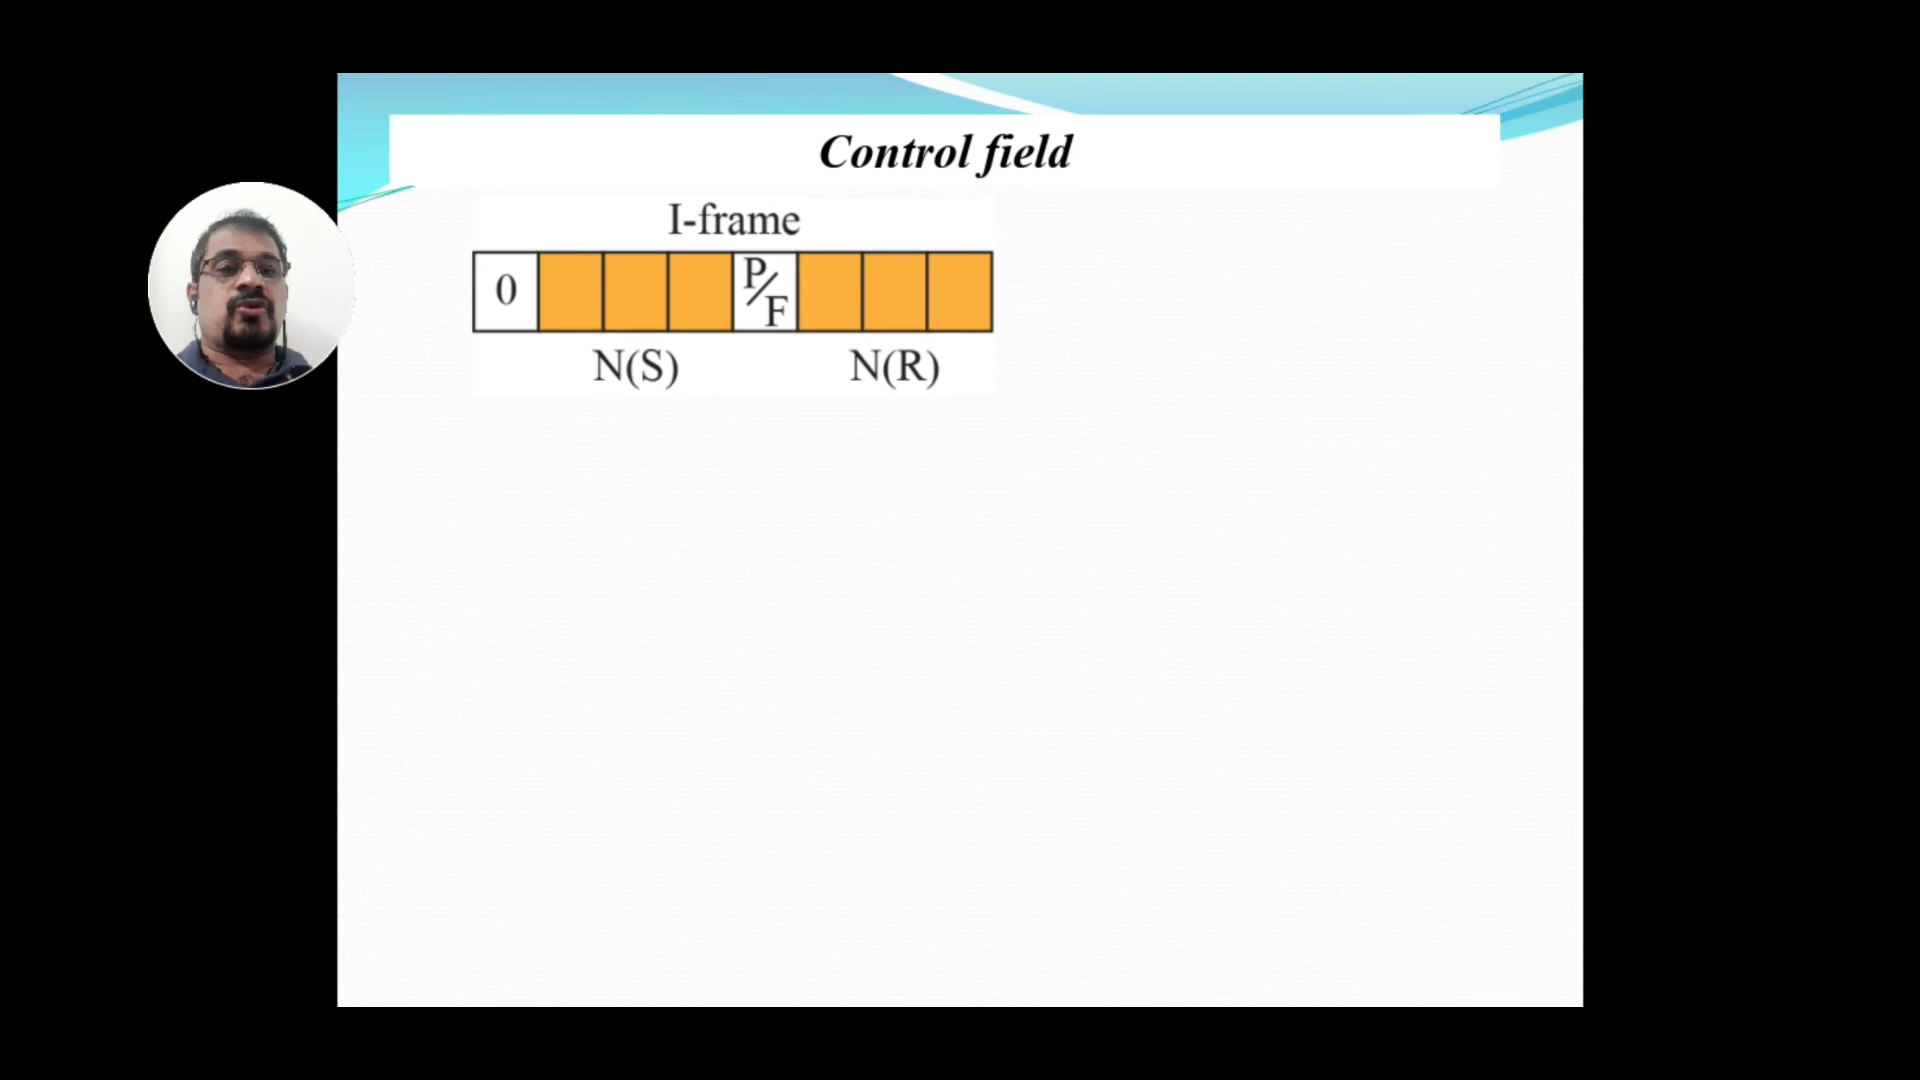 Control field
I-frame
0 P/F
N(S) N(R)